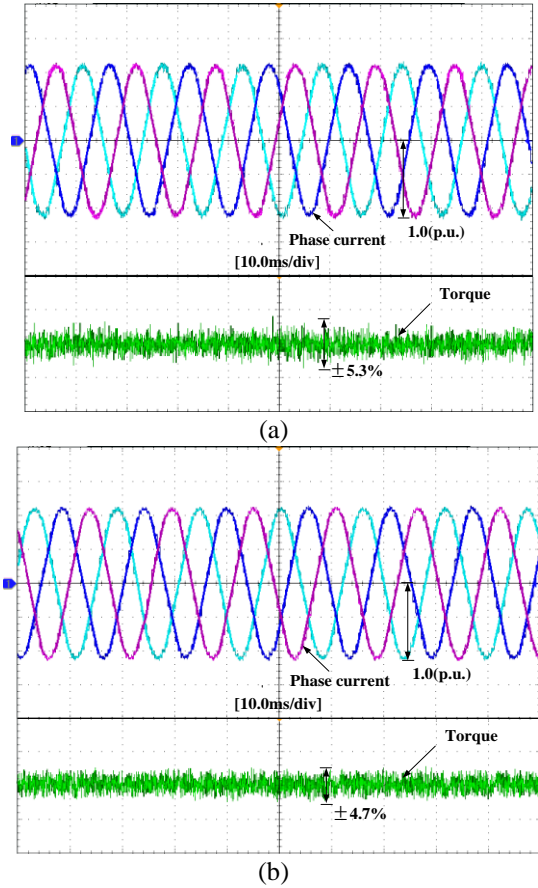 Phase current
1.0(p.u.)
[10.0ms/div]
Torque
±5.3%
(a)
Phase current
1.0(p.u.)
[10.0ms/div]
Torque
±4.7%
(b)